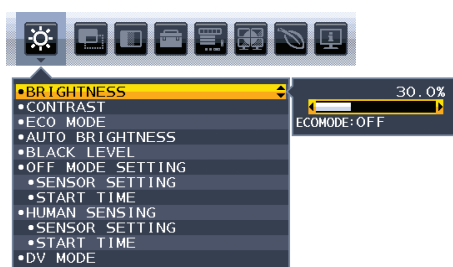 •BRIGHTNESS
30.0%
•CONTRAST
•ECO MODE
ECOMODE:OFF
•AUTO BRIGHTNESS
•BLACK LEVEL
•OFF MODE SETTING
•SENSOR SETTING
•START TIME
•HUMAN SENSING
•SENSOR SETTING
•START TIME
•DV MODE